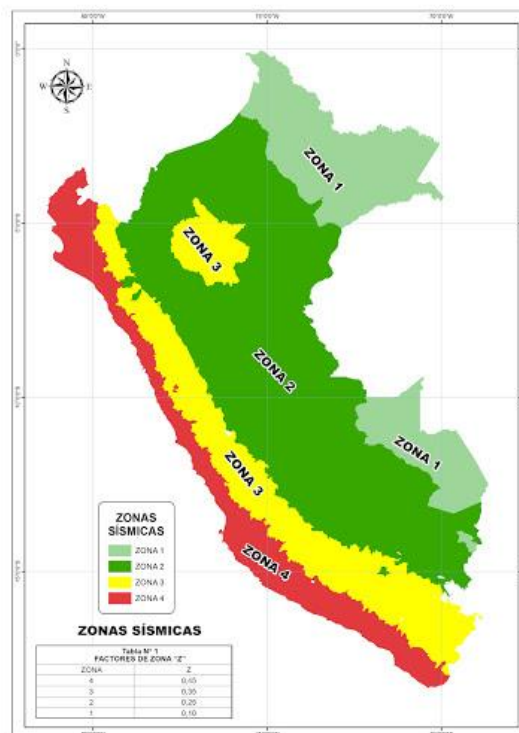 N
W E
S
ZONA 1
ZONA 3
ZONA 2
ZONA 1
ZONA 3
ZONA 4
ZONAS
SÍSMICAS
ZONA 1
ZONA 2
ZONA 3
ZONA 4
ZONAS SÍSMICAS
Tabla N° 1
FACTORES DE ZONA "Z"
ZONA Z
4 0,45
3 0,35
2 0,25
1 0,10